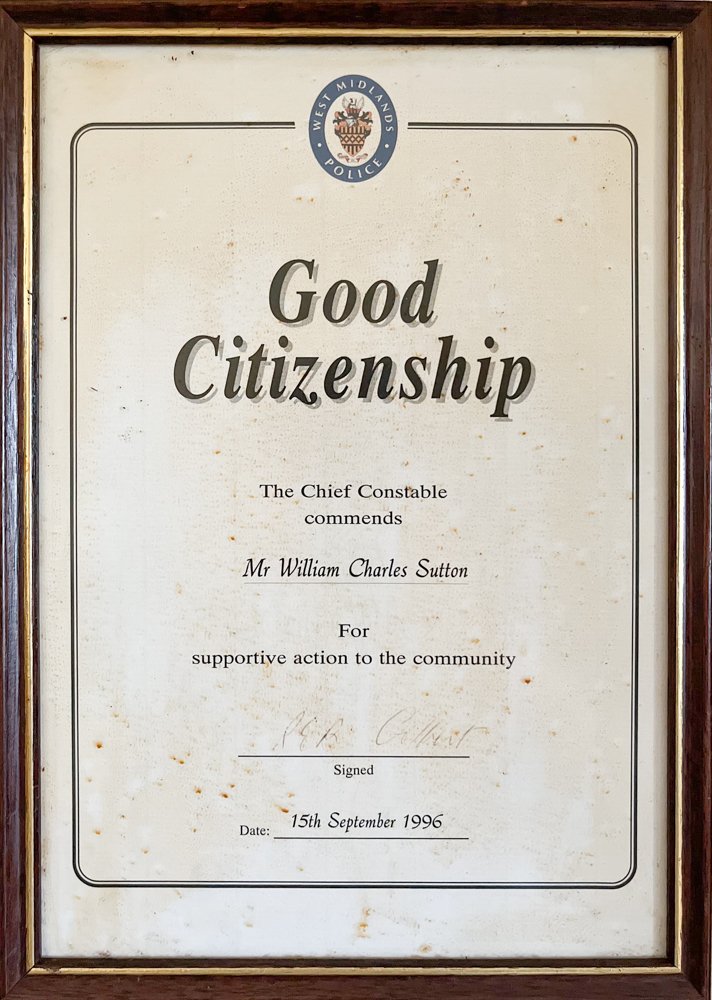 WEST MIDLANDS
POLICE
Good
Citizenship
The Chief Constable
commends
Mr William Charles Sutton
For
supportive action to the community
Signed
Date: 15th September 1996